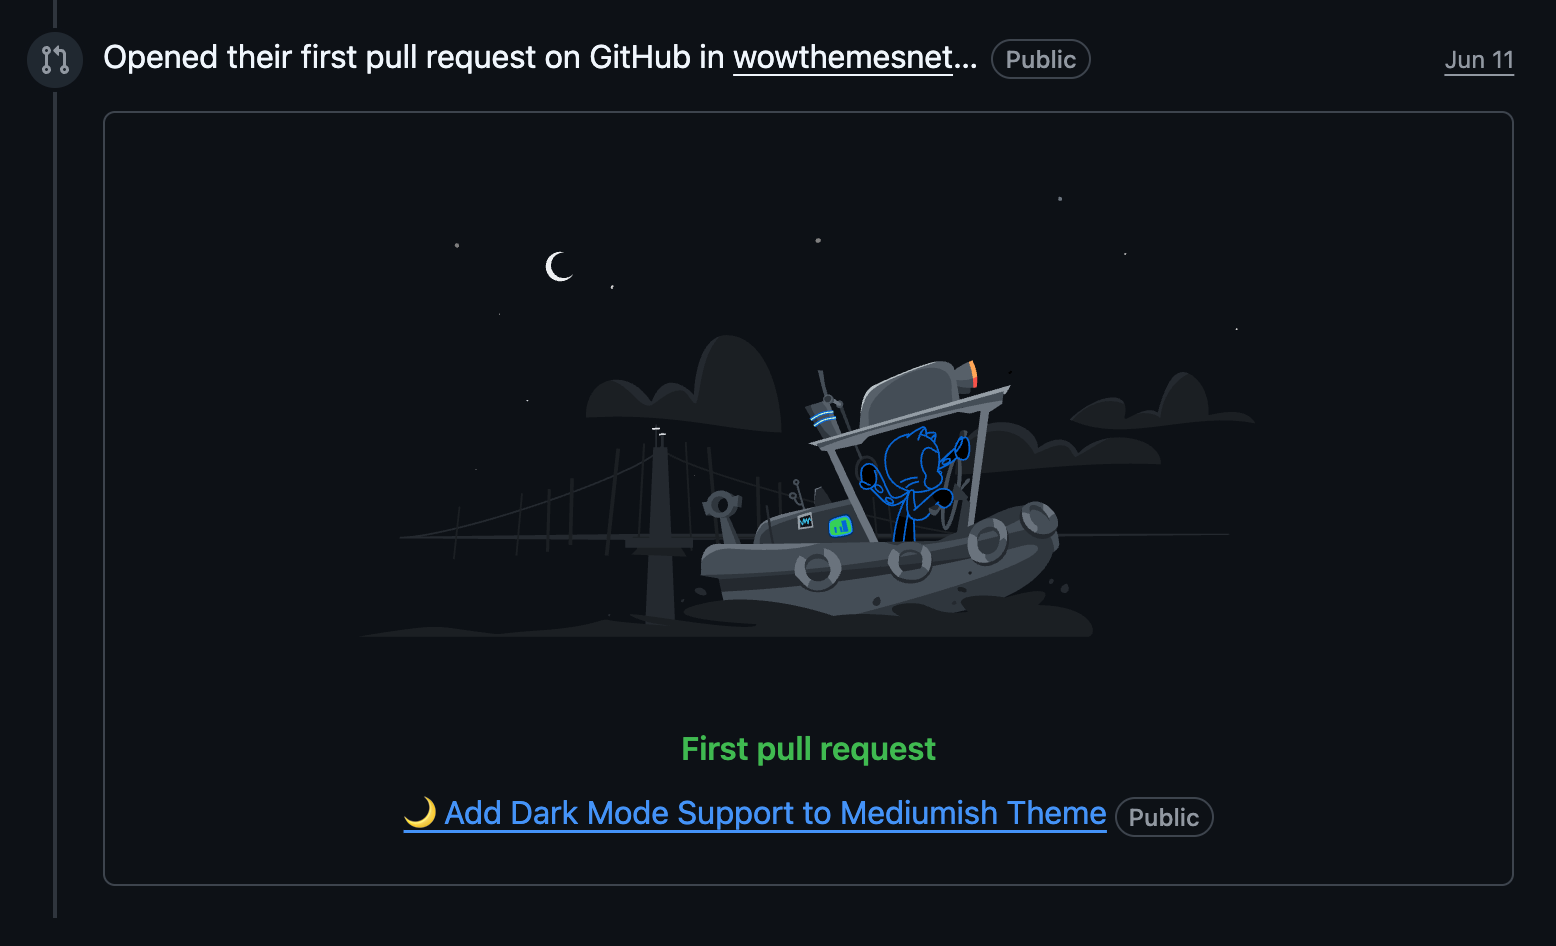 Opened their first pull request on GitHub in wowthemesnet... Public Jun 11
First pull request
🌙 Add Dark Mode Support to Mediumish Theme Public